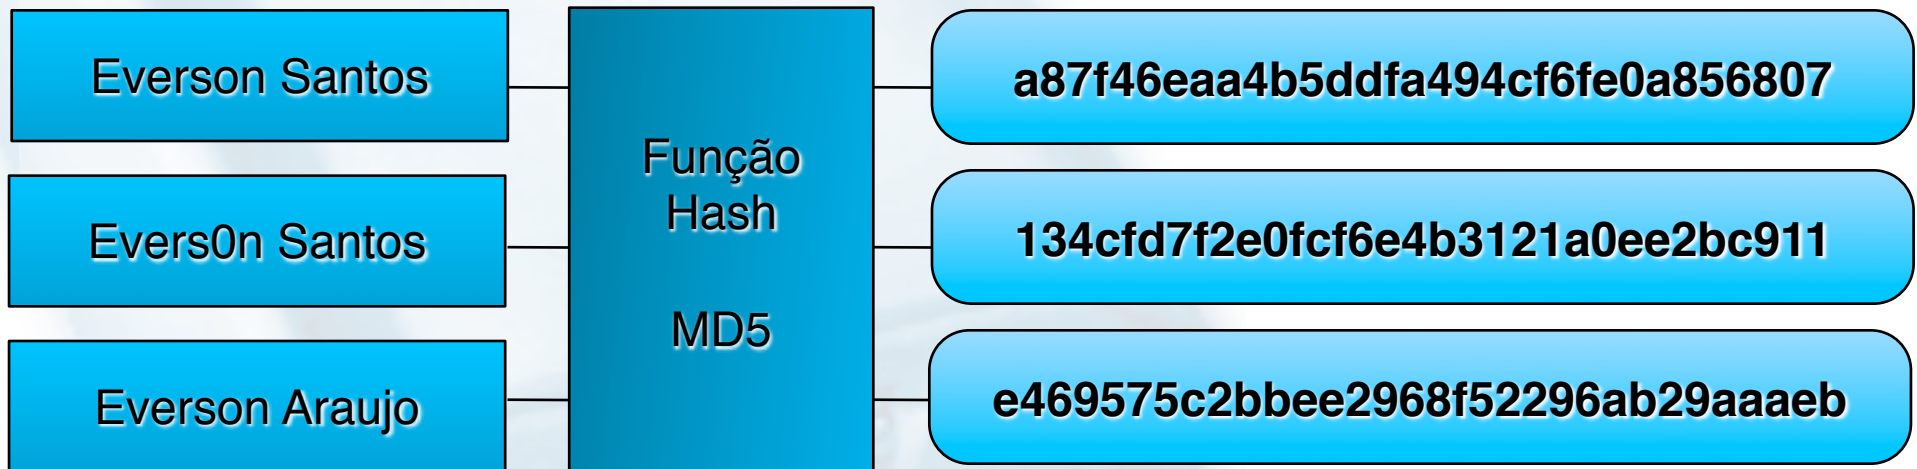 Everson Santos
a87f46eaa4b5ddfa494cf6fe0a856807
Função
Hash
MD5
Evers0n Santos
134cfd7f2e0fcf6e4b3121a0ee2bc911
Everson Araujo
e469575c2bbee2968f52296ab29aaaeb